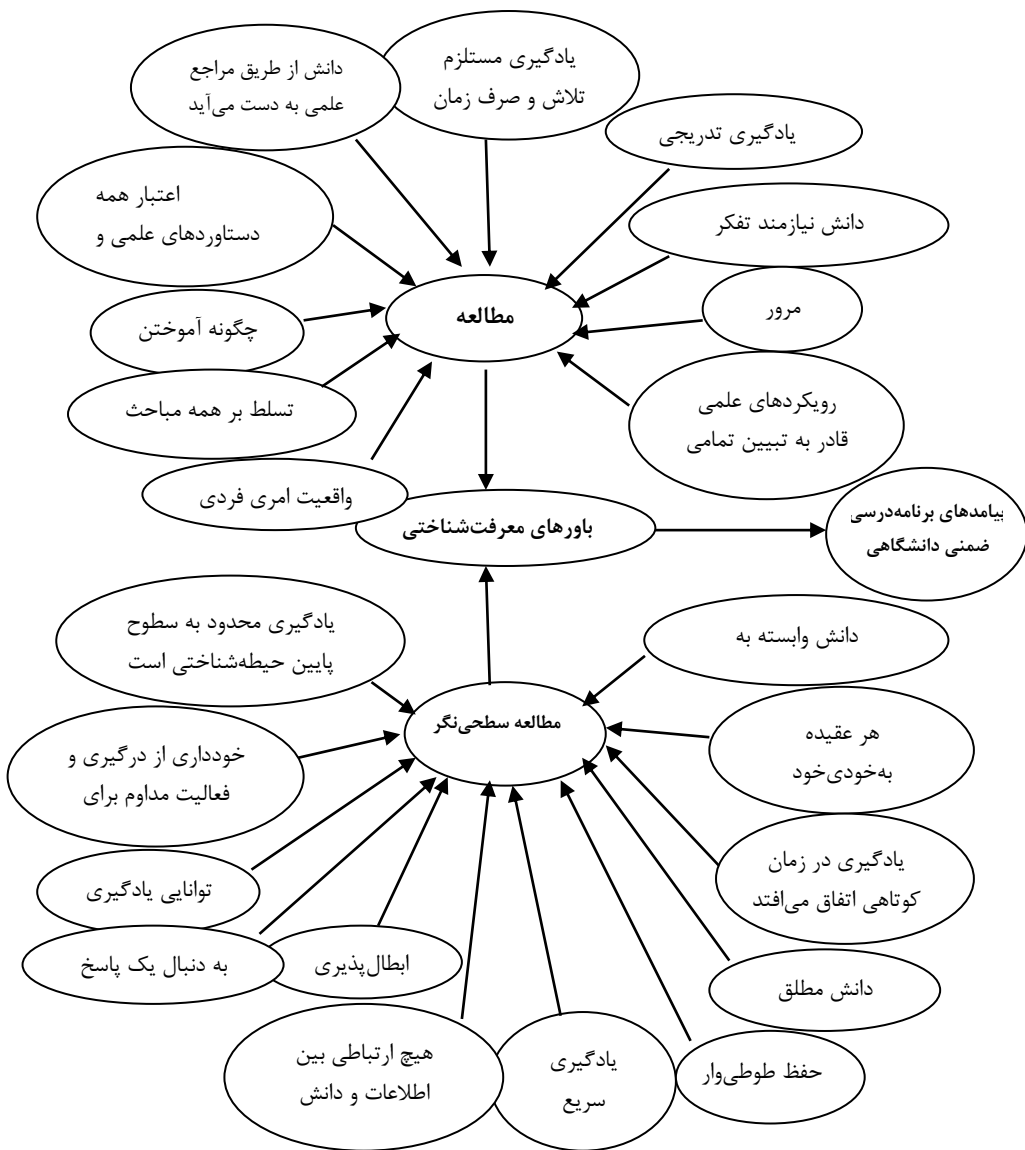 یادگیری مستلزم
تلاش و صرف زمان
دانش از طریق مراجع
علمی به دست می‌آید
یادگیری تدریجی
اعتبار همه
دستاوردهای علمی و
دانش نیازمند تفکر
مرور
مطالعه
چگونه آموختن
تسلط بر همه مباحث
رویکردهای علمی
قادر به تبیین تمامی
واقعیت امری فردی
باورهای معرفت‌شناختی
پیامدهای برنامه‌درسی
ضمنی دانشگاهی
یادگیری محدود به سطوح
پایین حیطه‌شناختی است
دانش وابسته به
مطالعه سطحی‌نگر
هر عقیده
به‌خودی‌خود
خودداری از درگیری و
فعالیت مداوم برای
یادگیری در زمان
کوتاهی اتفاق می‌افتد
توانایی یادگیری
به دنبال یک پاسخ
ابطال‌پذیری
دانش مطلق
هیچ ارتباطی بین
اطلاعات و دانش
یادگیری
سریع
حفظ طوطی‌وار